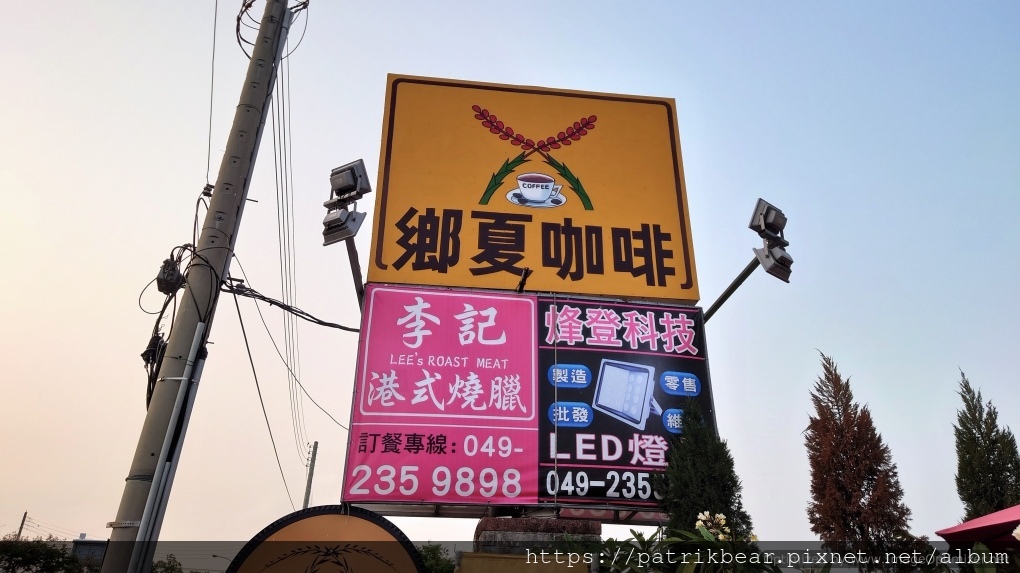 COFFEE
鄉夏咖啡
李記
LEE's ROAST MEAT
港式燒臘
訂餐專線：049-
235 9898
烽登科技
製造
零售
批發
維
LED燈
049-235
https://patrikbear.pixnet.net/album